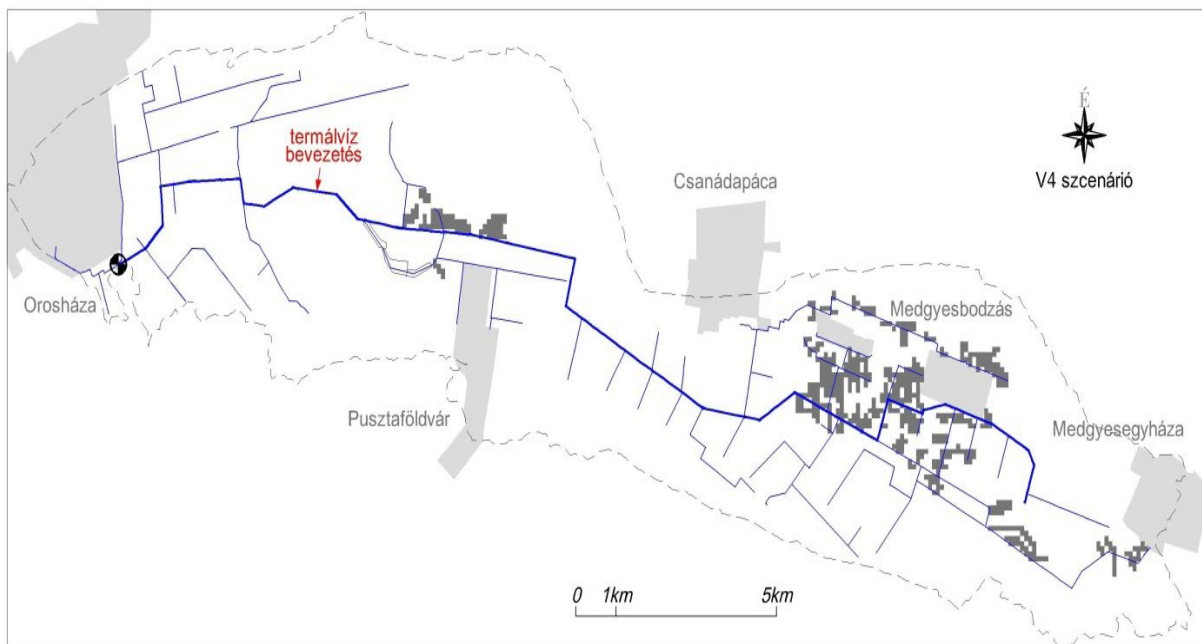 É
V4 szcenárió
termálvíz
bevezetés
Csanádapáca
Orosháza
Medgyesbodzás
Pusztaföldvár
Medgyesegyháza
0 1km 5km